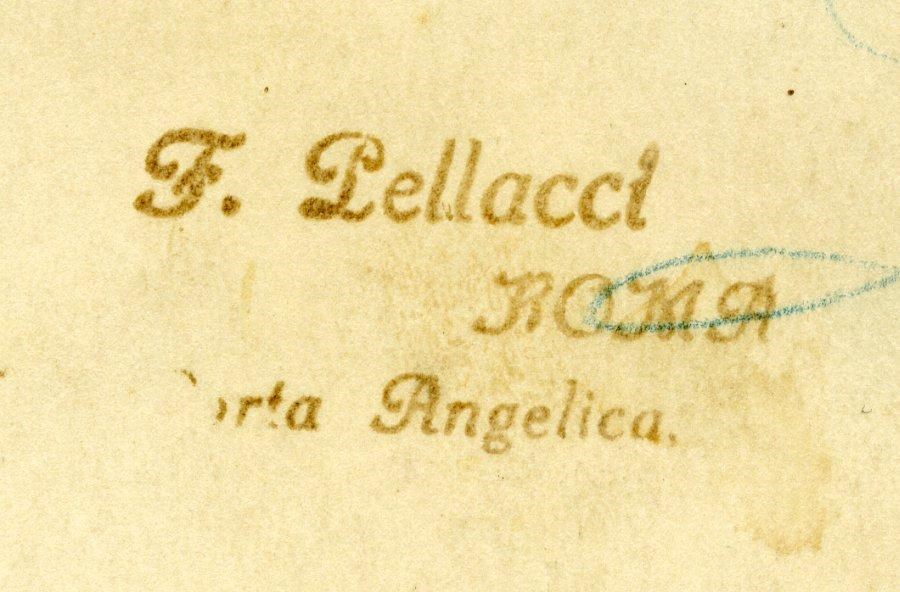 F. Pellacci
ROMA
orta Angelica.